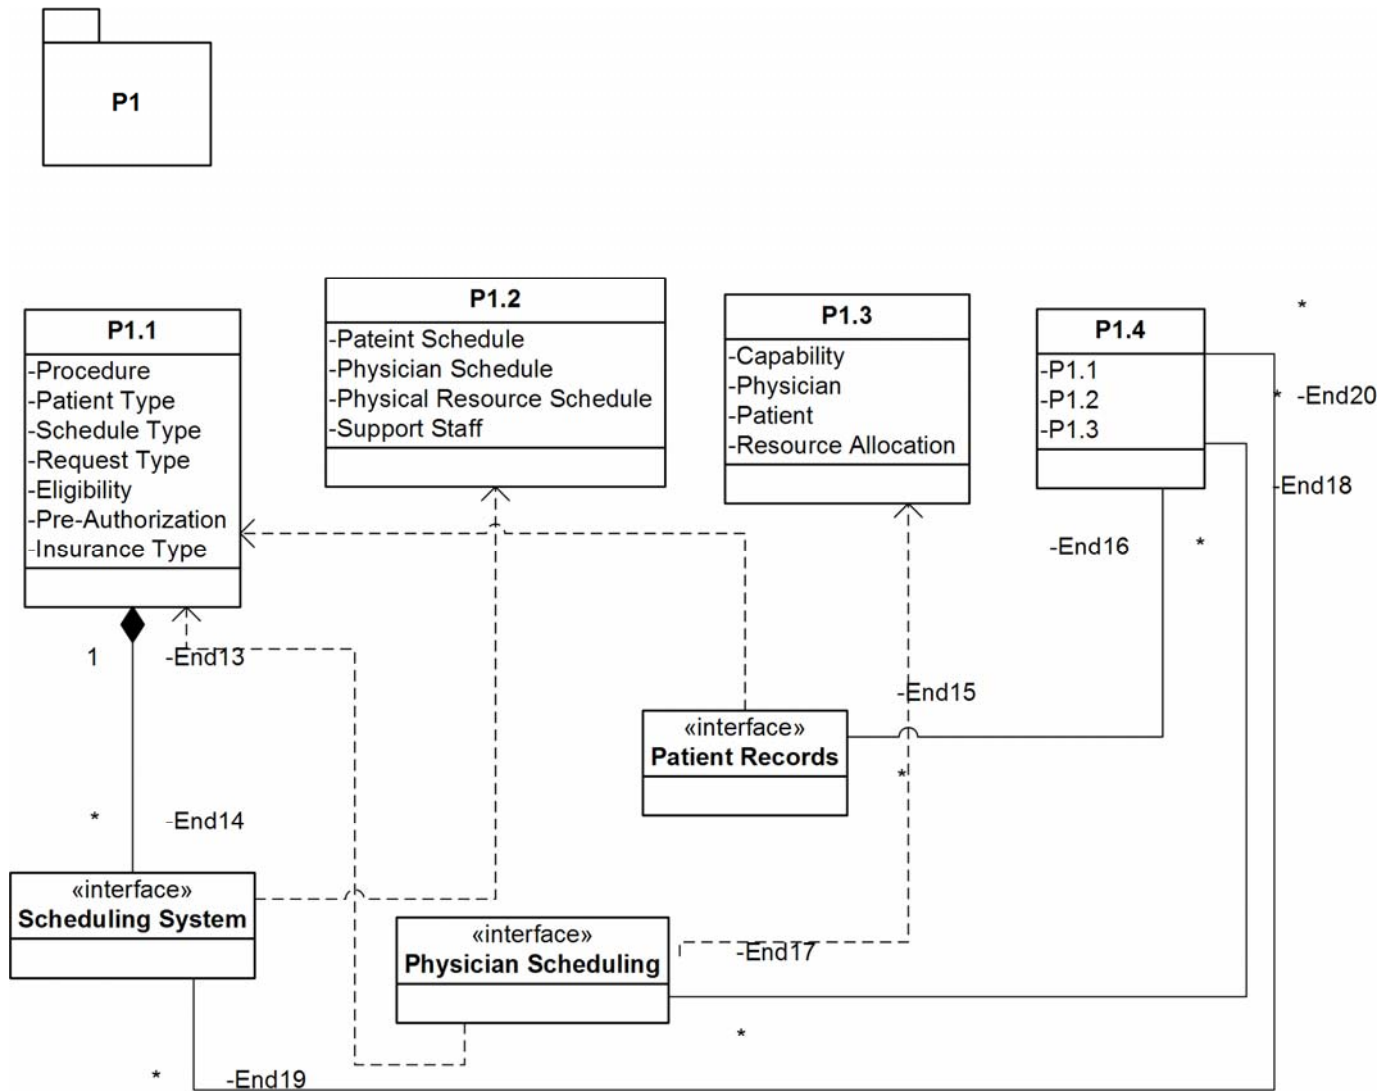 P1
P1.1
-Procedure
-Patient Type
-Schedule Type
-Request Type
-Eligibility
-Pre-Authorization
-Insurance Type
P1.2
-Pateint Schedule
-Physician Schedule
-Physical Resource Schedule
-Support Staff
P1.3
-Capability
-Physician
-Patient
-Resource Allocation
P1.4
-P1.1
-P1.2
-P1.3
*
* -End20
-End18
-End16 *
1 -End13
-End15
«interface»
Patient Records
*
* -End14
«interface»
Scheduling System
«interface»
Physician Scheduling
-End17
*
* -End19